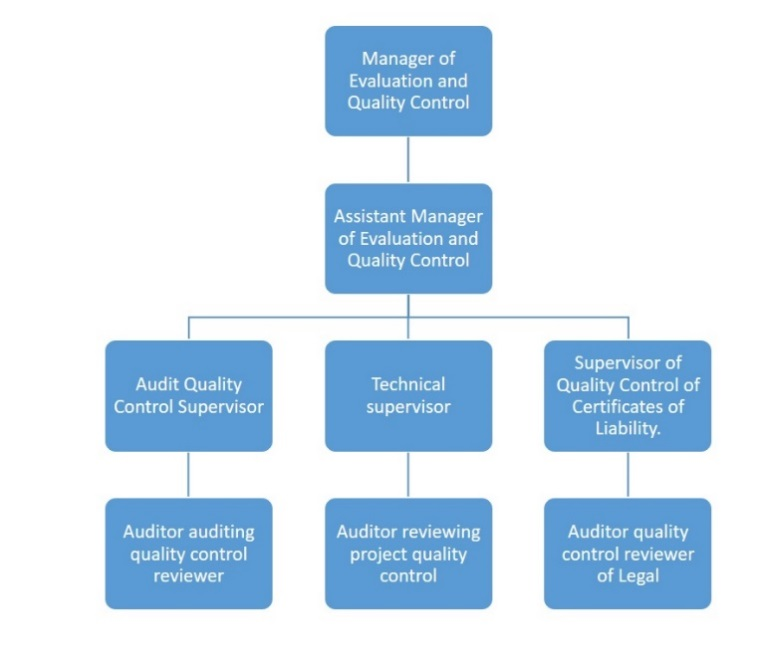 Manager of
Evaluation and
Quality Control
Assistant Manager
of Evaluation and
Quality Control
Audit Quality
Control Supervisor
Technical
supervisor
Supervisor of
Quality Control of
Certificates of
Liability.
Auditor auditing
quality control
reviewer
Auditor reviewing
project quality
control
Auditor quality
control reviewer
of Legal